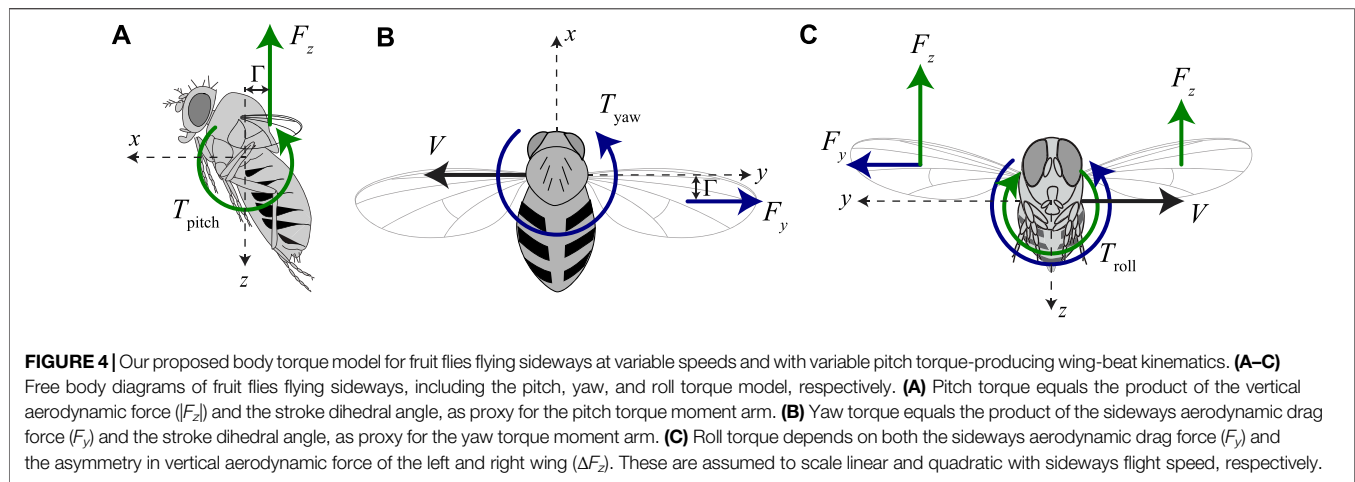 A
F_z
Γ
x
T_pitch
z
B
x
T_yaw
V
y
Γ
F_y
C
F_z
F_z
F_y
y
V
T_roll
z
FIGURE 4 | Our proposed body torque model for fruit flies flying sideways at variable speeds and with variable pitch torque-producing wing-beat kinematics. (A–C)
Free body diagrams of fruit flies flying sideways, including the pitch, yaw, and roll torque model, respectively. (A) Pitch torque equals the product of the vertical
aerodynamic force (|F_z|) and the stroke dihedral angle, as proxy for the pitch torque moment arm. (B) Yaw torque equals the product of the sideways aerodynamic drag
force (F_y) and the stroke dihedral angle, as proxy for the yaw torque moment arm. (C) Roll torque depends on both the sideways aerodynamic drag force (F_y) and
the asymmetry in vertical aerodynamic force of the left and right wing (ΔF_z). These are assumed to scale linear and quadratic with sideways flight speed, respectively.